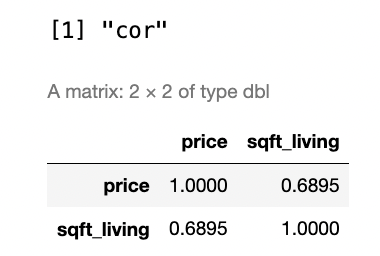 [1] "cor"
A matrix: 2 × 2 of type dbl
price sqft_living
price 1.0000 0.6895
sqft_living 0.6895 1.0000